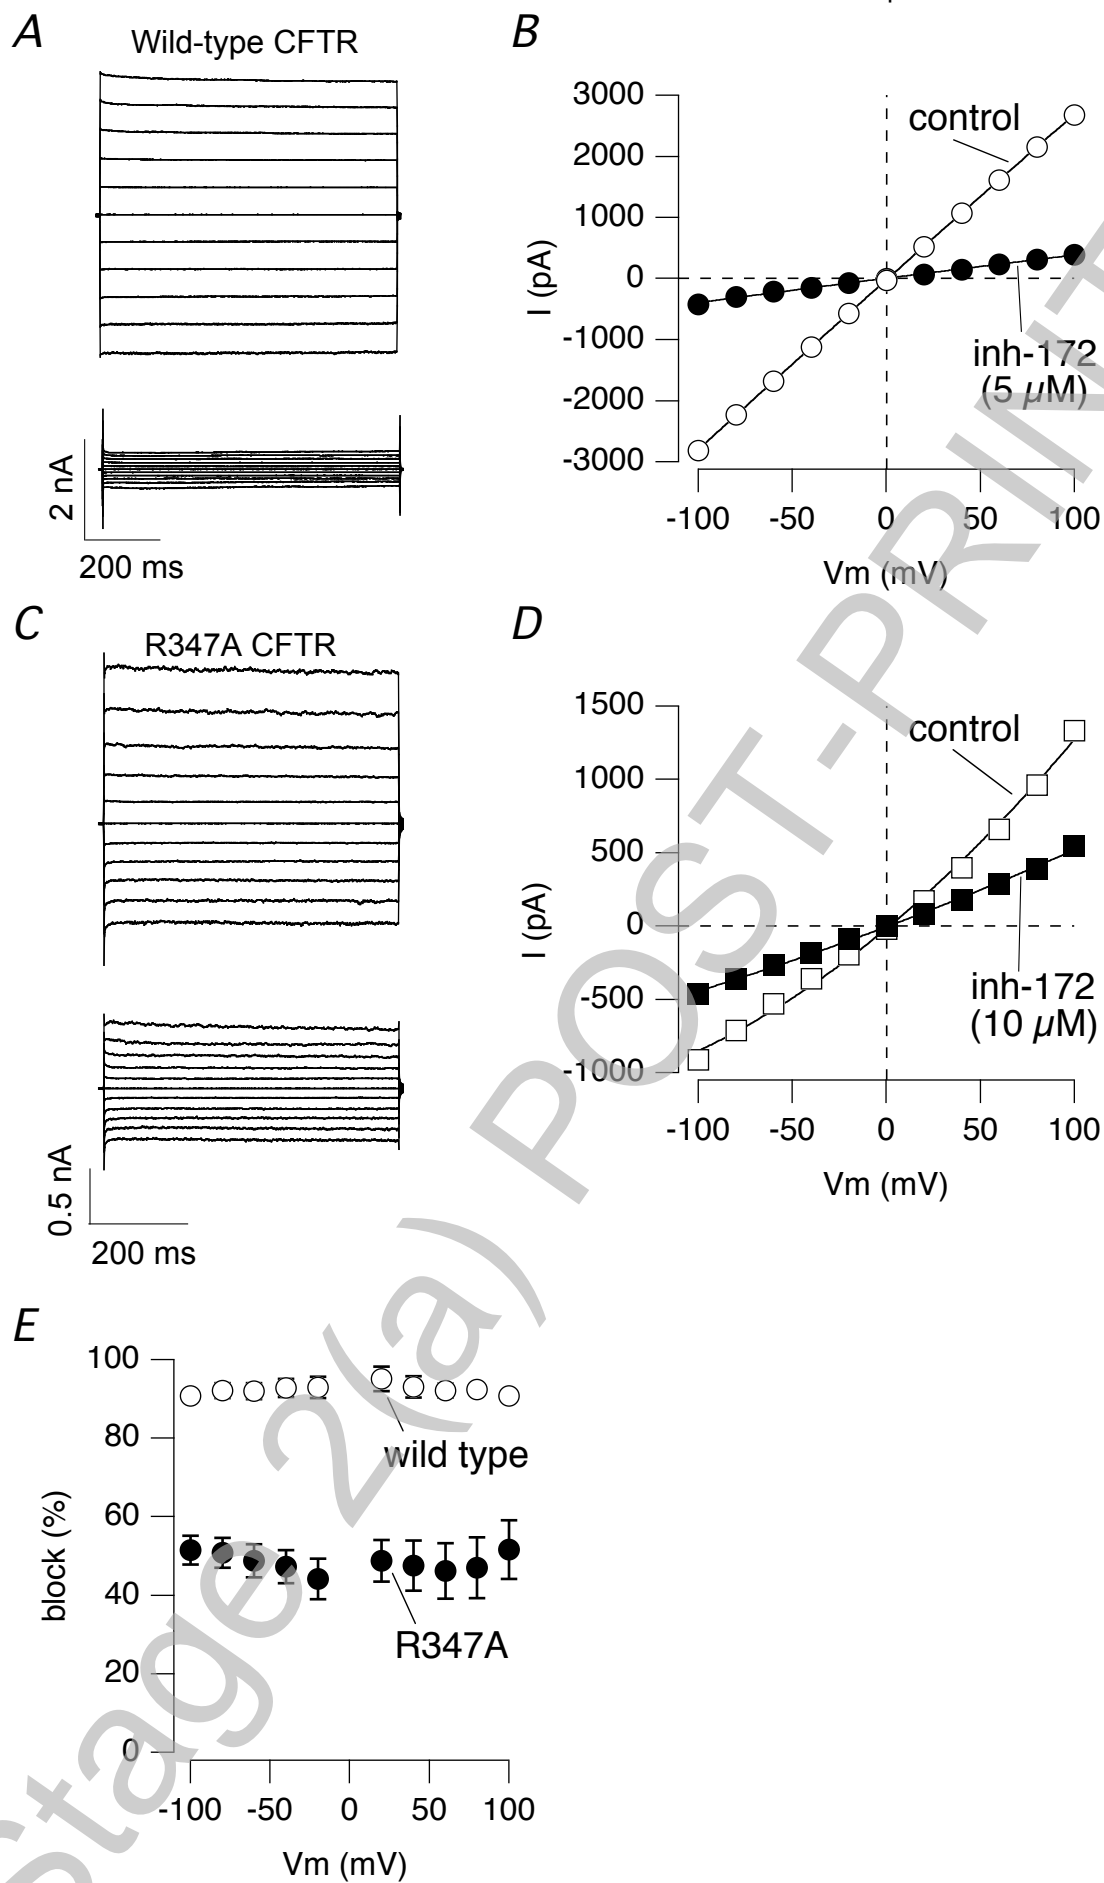 A
Wild-type CFTR
2 nA
200 ms
B
3000
2000
1000
0
-1000
-2000
-3000
I (pA)
control
inh-172
(5 µM)
-100 -50 0 50 100
Vm (mV)
C
R347A CFTR
0.5 nA
200 ms
D
1500
1000
500
0
-500
-1000
I (pA)
control
inh-172
(10 µM)
-100 -50 0 50 100
Vm (mV)
E
100
80
60
40
20
0
block (%)
wild type
R347A
-100 -50 0 50 100
Vm (mV)
Stage 2(a) POST-PRINT